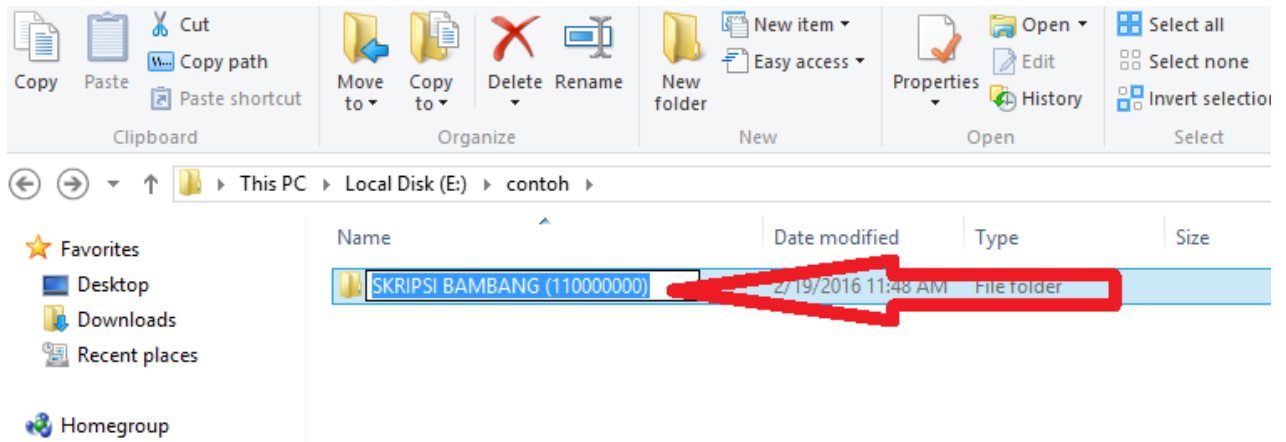 Copy
Paste
Cut
W... Copy path
Paste shortcut
Clipboard
Move to
Copy to
Delete
Rename
Organize
New folder
New item
Easy access
New
Properties
Open
Edit
History
Open
Select all
Select none
Invert selection
Select
This PC Local Disk (E:) contoh
Name Date modified Type Size
SKRIPSI BAMBANG (110000000) 2/19/2016 11:48 AM File folder
Favorites
Desktop
Downloads
Recent places
Homegroup